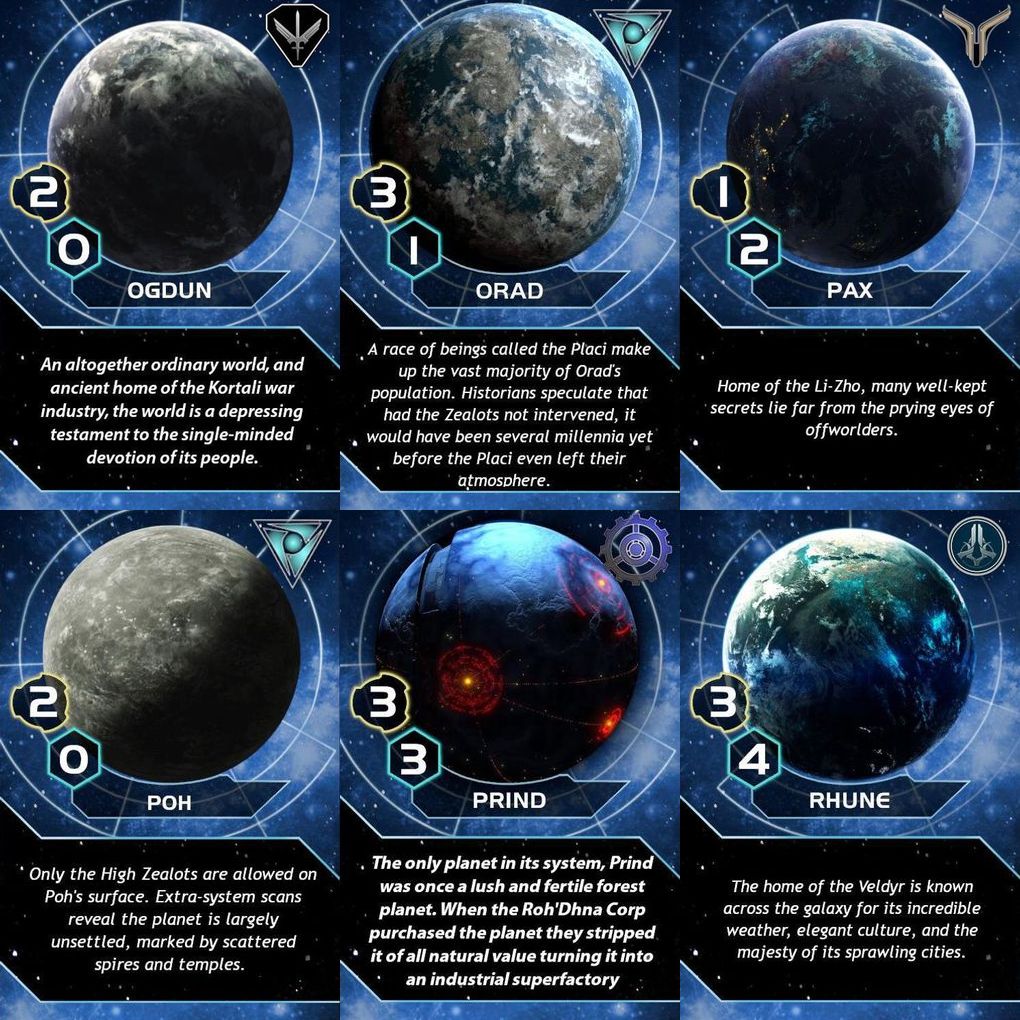 2
0
OGDUN
An altogether ordinary world, and
ancient home of the Kortali war
industry, the world is a depressing
testament to the single-minded
devotion of its people.
3
1
ORAD
A race of beings called the Placi make
up the vast majority of Orad's
population. Historians speculate that
had the Zealots not intervened, it
would have been several millennia yet
before the Placi even left their
atmosphere.
1
2
PAX
Home of the Li-Zho, many well-kept
secrets lie far from the prying eyes of
offworlders.
2
0
POH
Only the High Zealots are allowed on
Poh's surface. Extra-system scans
reveal the planet is largely
unsettled, marked by scattered
spires and temples.
3
3
PRIND
The only planet in its system, Prind
was once a lush and fertile forest
planet. When the Roh'Dhna Corp
purchased the planet they stripped
it of all natural value turning it into
an industrial superfactory
3
4
RHUNE
The home of the Veldyr is known
across the galaxy for its incredible
weather, elegant culture, and the
majesty of its sprawling cities.